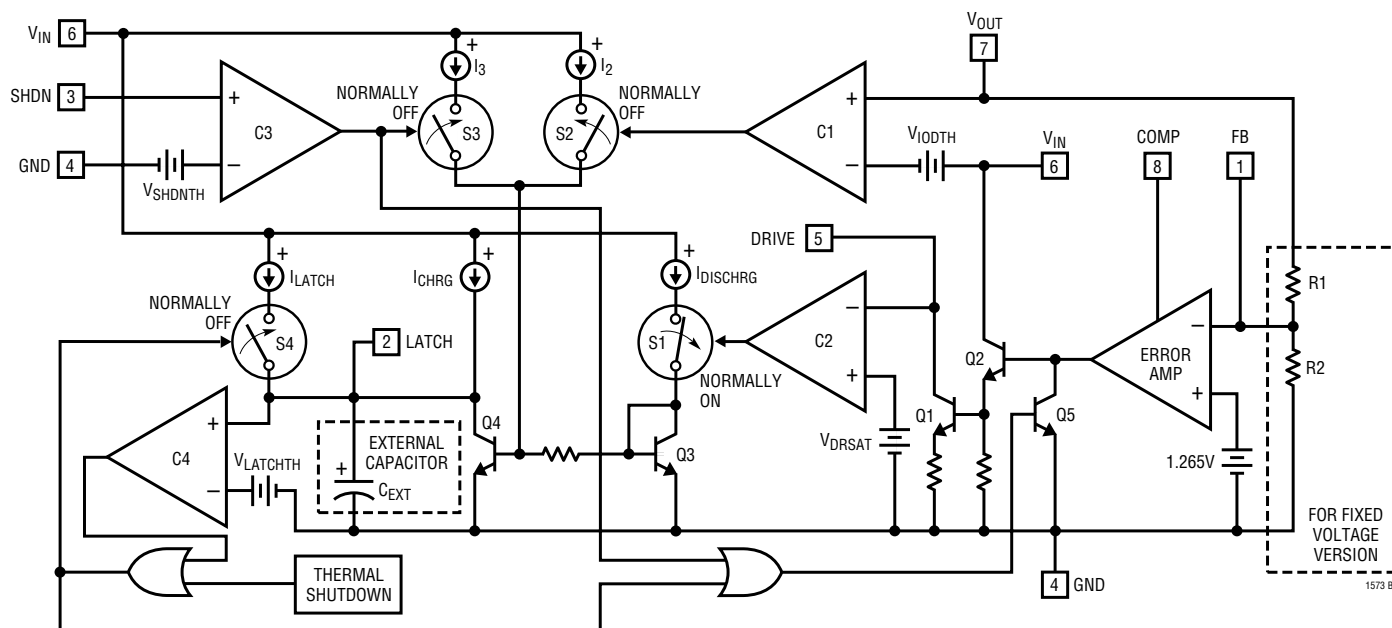 VIN 6
SHDN 3
GND 4
VSHDNTH
C3
+
−
NORMALLY
OFF
+
I3
S3
+
I2
S2
NORMALLY
OFF
C1
+
−
VOUT
7
VIODTH
VIN
6
COMP
8
FB
1
DRIVE 5
+
ILATCH
NORMALLY
OFF
S4
+
ICHRG
2 LATCH
+
IDISCHRG
S1
NORMALLY
ON
C2
−
+
VDRSAT
Q2
Q1
Q5
ERROR
AMP
−
+
1.265V
R1
R2
C4
+
−
VLATCHTH
EXTERNAL
CAPACITOR
+
CEXT
Q4
Q3
THERMAL
SHUTDOWN
4 GND
FOR FIXED
VOLTAGE
VERSION